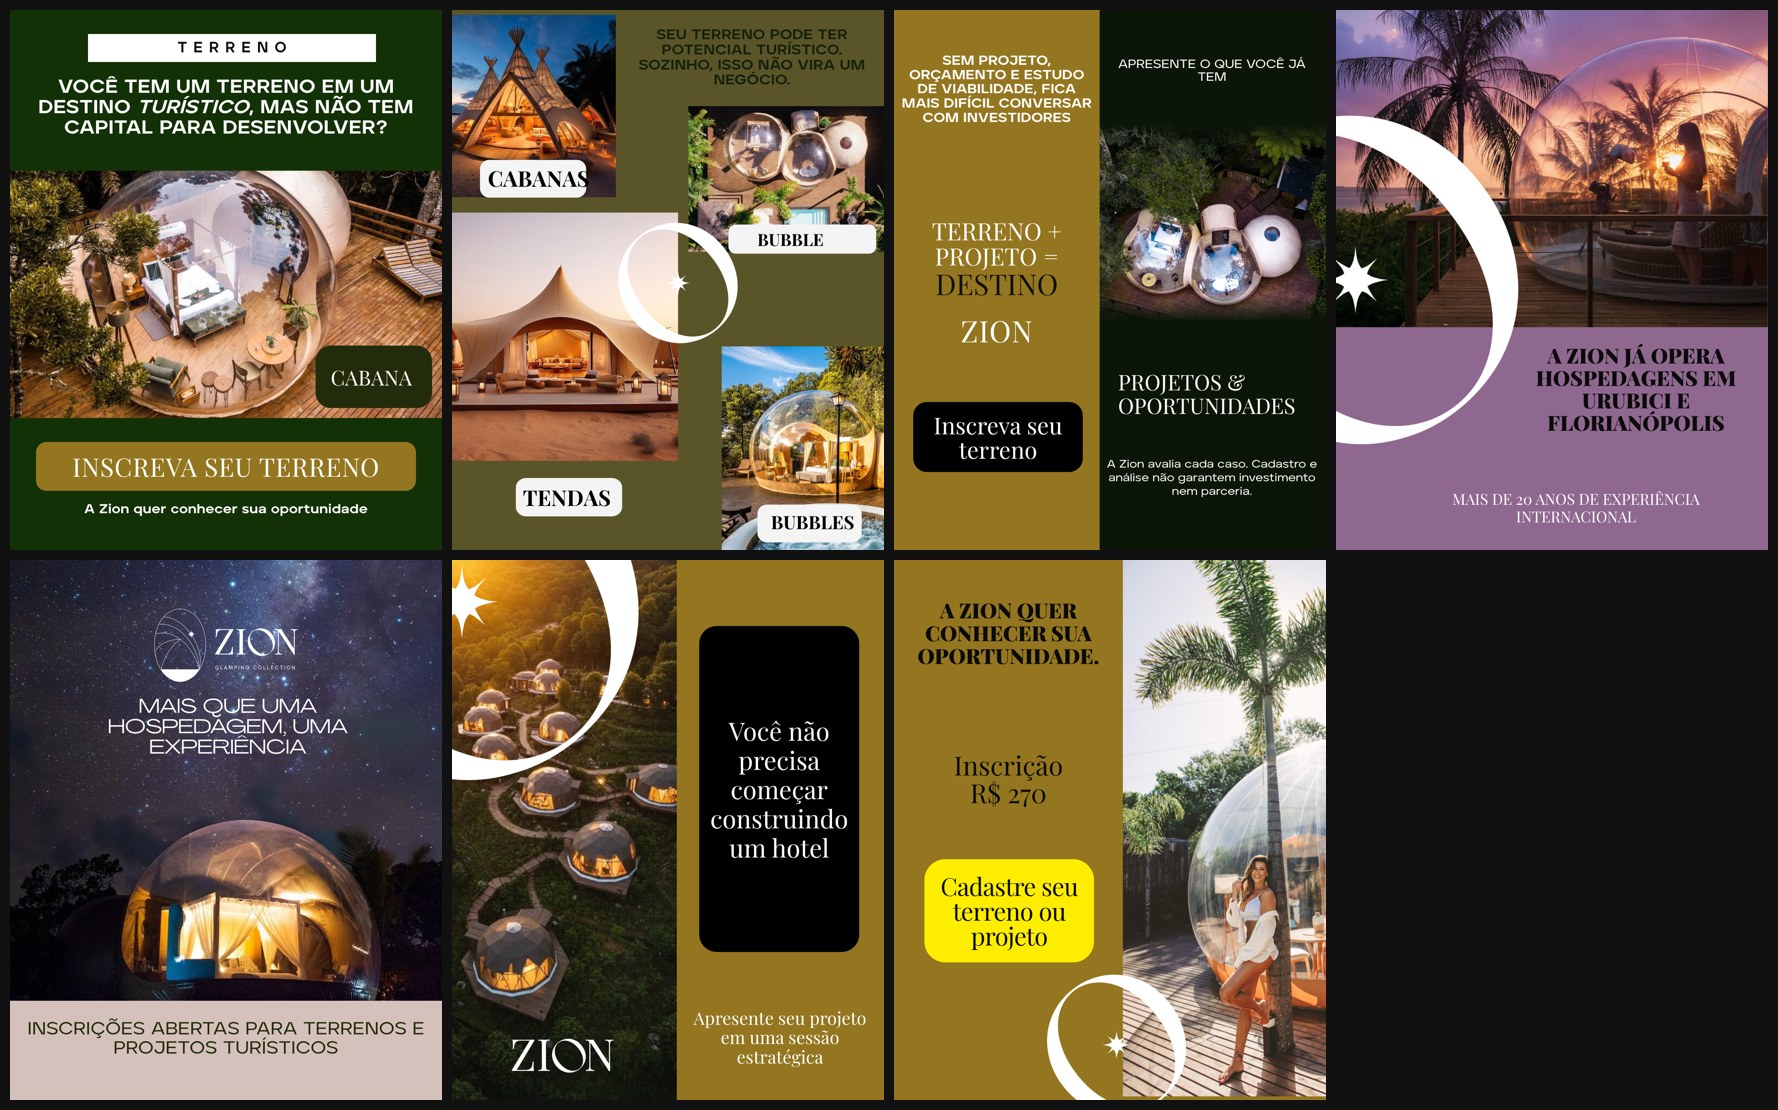 TERRENO
VOCÊ TEM UM TERRENO EM UM
DESTINO TURÍSTICO, MAS NÃO TEM
CAPITAL PARA DESENVOLVER?
CABANA
INSCREVA SEU TERRENO
A Zion quer conhecer sua oportunidade
SEU TERRENO PODE TER
POTENCIAL TURÍSTICO.
SOZINHO, ISSO NÃO VIRA UM
NEGÓCIO.
CABANAS
BUBBLE
TENDAS
BUBBLES
SEM PROJETO,
ORÇAMENTO E ESTUDO
DE VIABILIDADE, FICA
MAIS DIFÍCIL CONVERSAR
COM INVESTIDORES
TERRENO +
PROJETO =
DESTINO
ZION
Inscreva seu
terreno
APRESENTE O QUE VOCÊ JÁ
TEM
PROJETOS &
OPORTUNIDADES
A Zion avalia cada caso. Cadastro e
análise não garantem investimento
nem parceria.
A ZION JÁ OPERA
HOSPEDAGENS EM
URUBICI E
FLORIANÓPOLIS
MAIS DE 20 ANOS DE EXPERIÊNCIA
INTERNACIONAL
ZION
GLAMPING COLLECTION
MAIS QUE UMA
HOSPEDAGEM, UMA
EXPERIÊNCIA
INSCRIÇÕES ABERTAS PARA TERRENOS E
PROJETOS TURÍSTICOS
ZION
Você não
precisa
começar
construindo
um hotel
Apresente seu projeto
em uma sessão
estratégica
A ZION QUER
CONHECER SUA
OPORTUNIDADE.
Inscrição
R$ 270
Cadastre seu
terreno ou
projeto